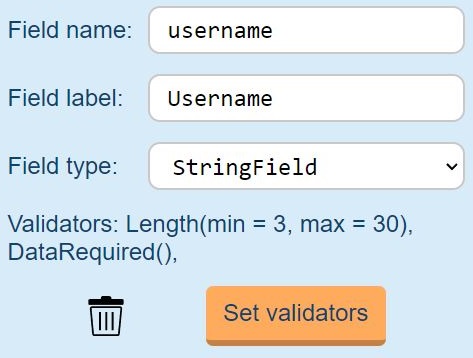 Field name: username
Field label: Username
Field type: StringField
Validators: Length(min = 3, max = 30),
DataRequired(),
Set validators